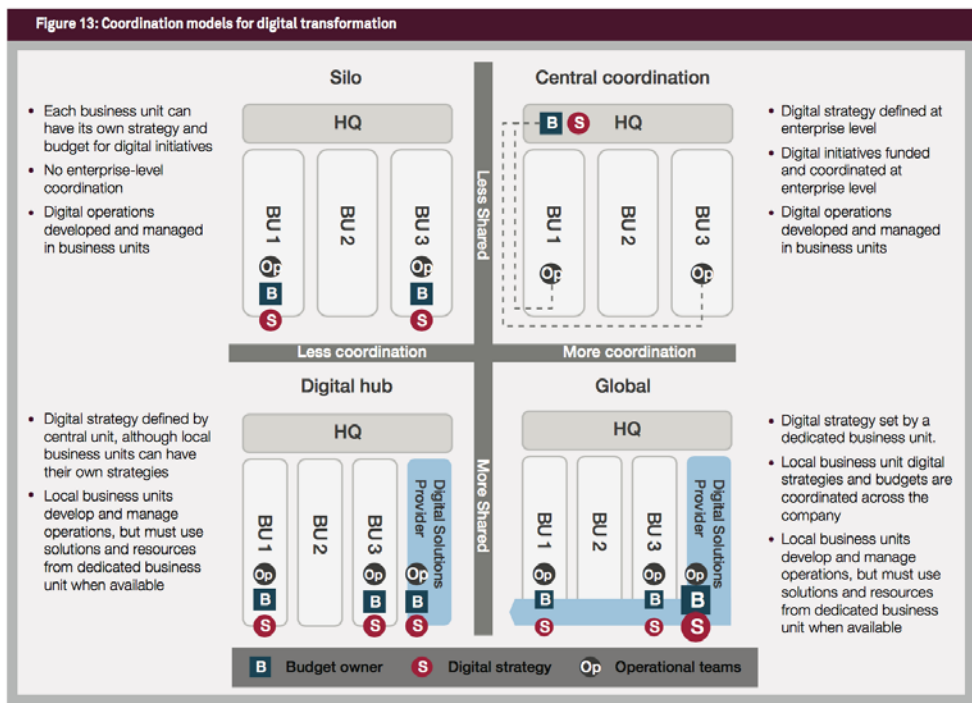 Figure 13: Coordination models for digital transformation
Silo
• Each business unit can
have its own strategy and
budget for digital initiatives
• No enterprise-level
coordination
• Digital operations
developed and managed
in business units
HQ
BU 1
BU 2
BU 3
Op
B
S
Op
B
S
Central coordination
B
S
HQ
BU 1
BU 2
BU 3
Op
Op
• Digital strategy defined at
enterprise level
• Digital initiatives funded
and coordinated at
enterprise level
• Digital operations
developed and managed
in business units
Less Shared
Less coordination
More coordination
More Shared
Digital hub
• Digital strategy defined by
central unit, although local
business units can have
their own strategies
• Local business units
develop and manage
operations, but must use
solutions and resources
from dedicated business
unit when available
HQ
BU 1
BU 2
BU 3
Digital Solutions
Provider
Op
B
S
Op
B
S
Op
B
S
Global
HQ
BU 1
BU 2
BU 3
Digital Solutions
Provider
Op
B
S
Op
B
S
Op
B
S
• Digital strategy set by a
dedicated business unit.
• Local business unit digital
strategies and budgets are
coordinated across the
company
• Local business units
develop and manage
operations, but must use
solutions and resources
from dedicated business
unit when available
B Budget owner S Digital strategy Op Operational teams